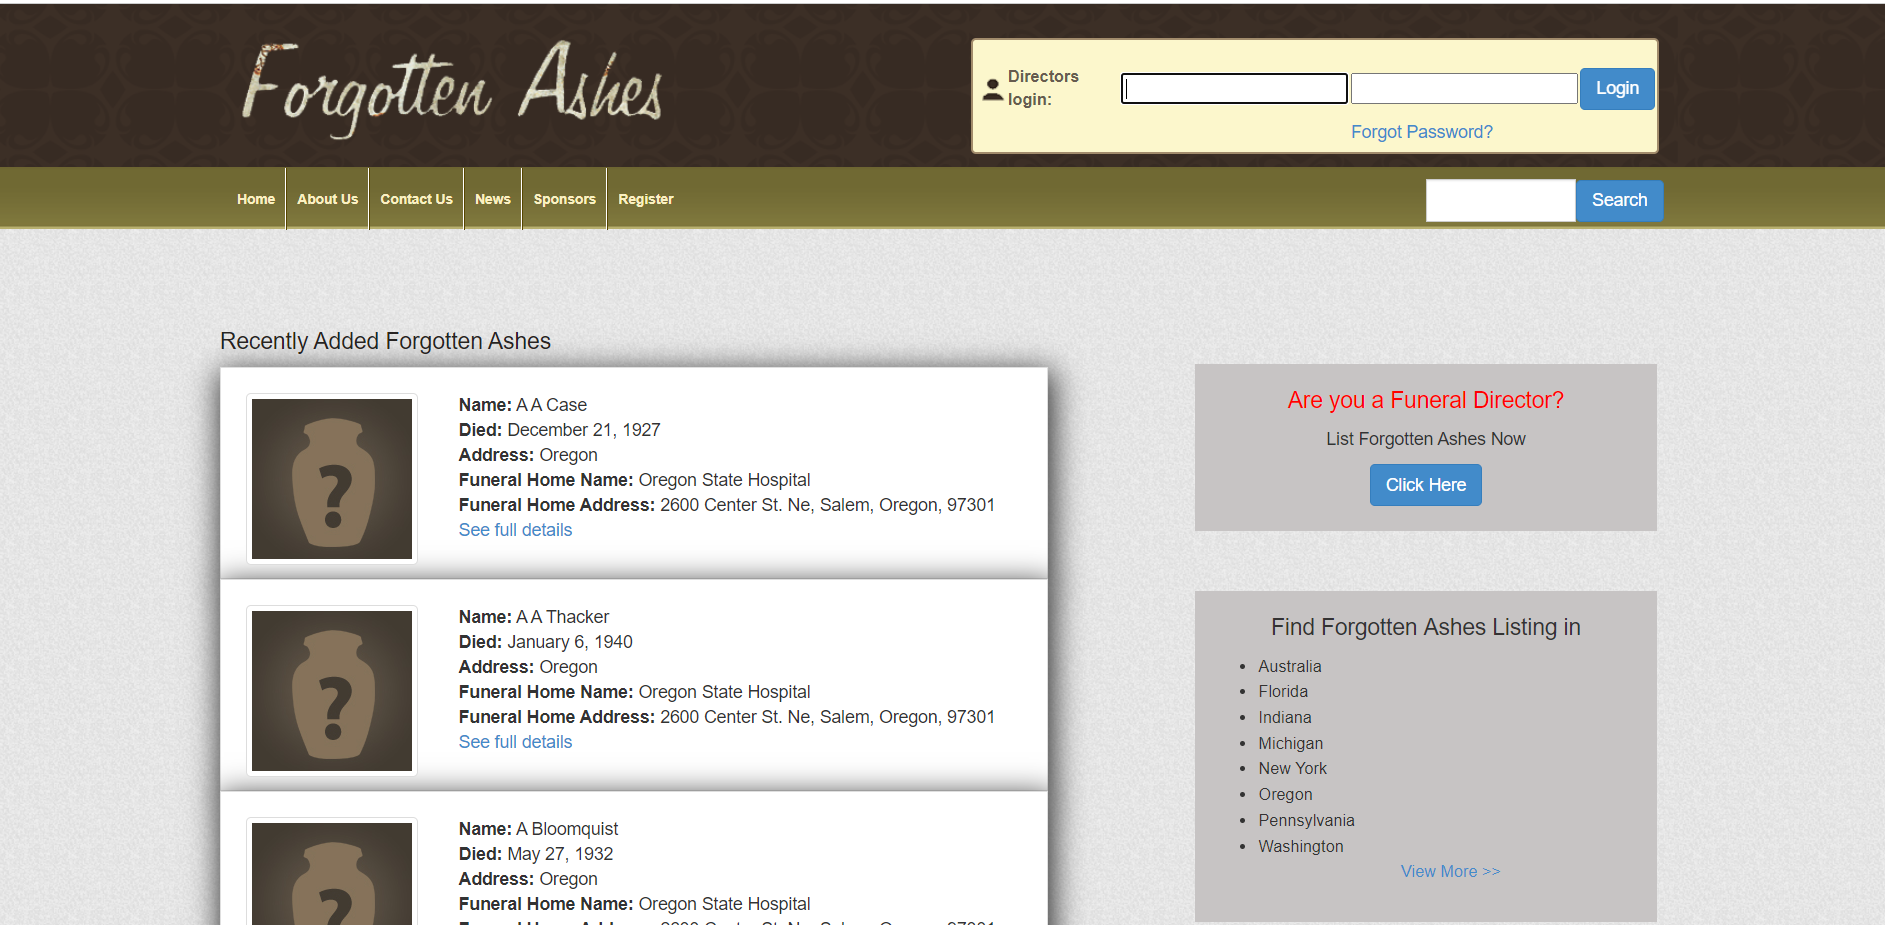 Forgotten Ashes
Directors
login:
Login
Forgot Password?
Home
About Us
Contact Us
News
Sponsors
Register
Search
Recently Added Forgotten Ashes
?
Name: A A Case
Died: December 21, 1927
Address: Oregon
Funeral Home Name: Oregon State Hospital
Funeral Home Address: 2600 Center St. Ne, Salem, Oregon, 97301
See full details
?
Name: A A Thacker
Died: January 6, 1940
Address: Oregon
Funeral Home Name: Oregon State Hospital
Funeral Home Address: 2600 Center St. Ne, Salem, Oregon, 97301
See full details
?
Name: A Bloomquist
Died: May 27, 1932
Address: Oregon
Funeral Home Name: Oregon State Hospital
Are you a Funeral Director?
List Forgotten Ashes Now
Click Here
Find Forgotten Ashes Listing in
• Australia
• Florida
• Indiana
• Michigan
• New York
• Oregon
• Pennsylvania
• Washington
View More >>